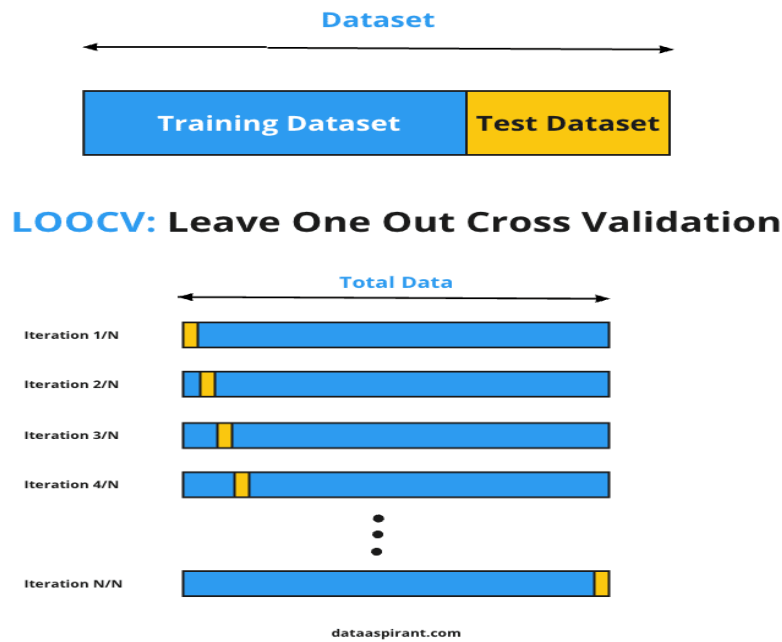 Dataset
Training Dataset Test Dataset
LOOCV: Leave One Out Cross Validation
Total Data
Iteration 1/N
Iteration 2/N
Iteration 3/N
Iteration 4/N
Iteration N/N
dataaspirant.com